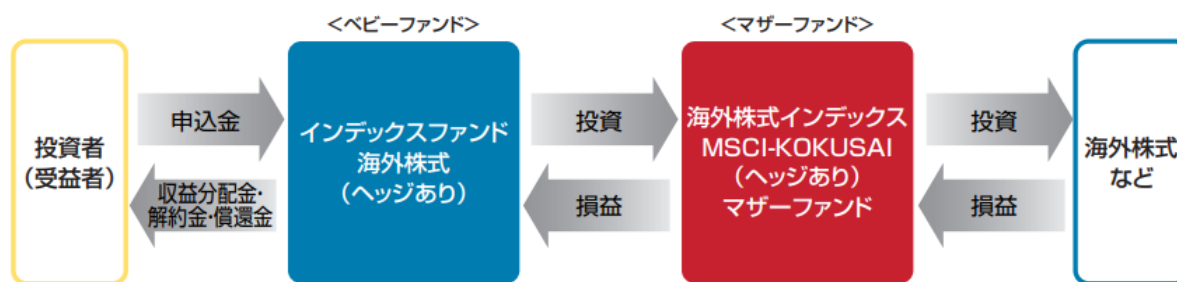 <ベビーファンド>
<マザーファンド>
投資者
(受益者)
申込金
収益分配金・
解約金・償還金
インデックスファンド
海外株式
(ヘッジあり)
投資
損益
海外株式インデックス
MSCI-KOKUSAI
(ヘッジあり)
マザーファンド
投資
損益
海外株式
など